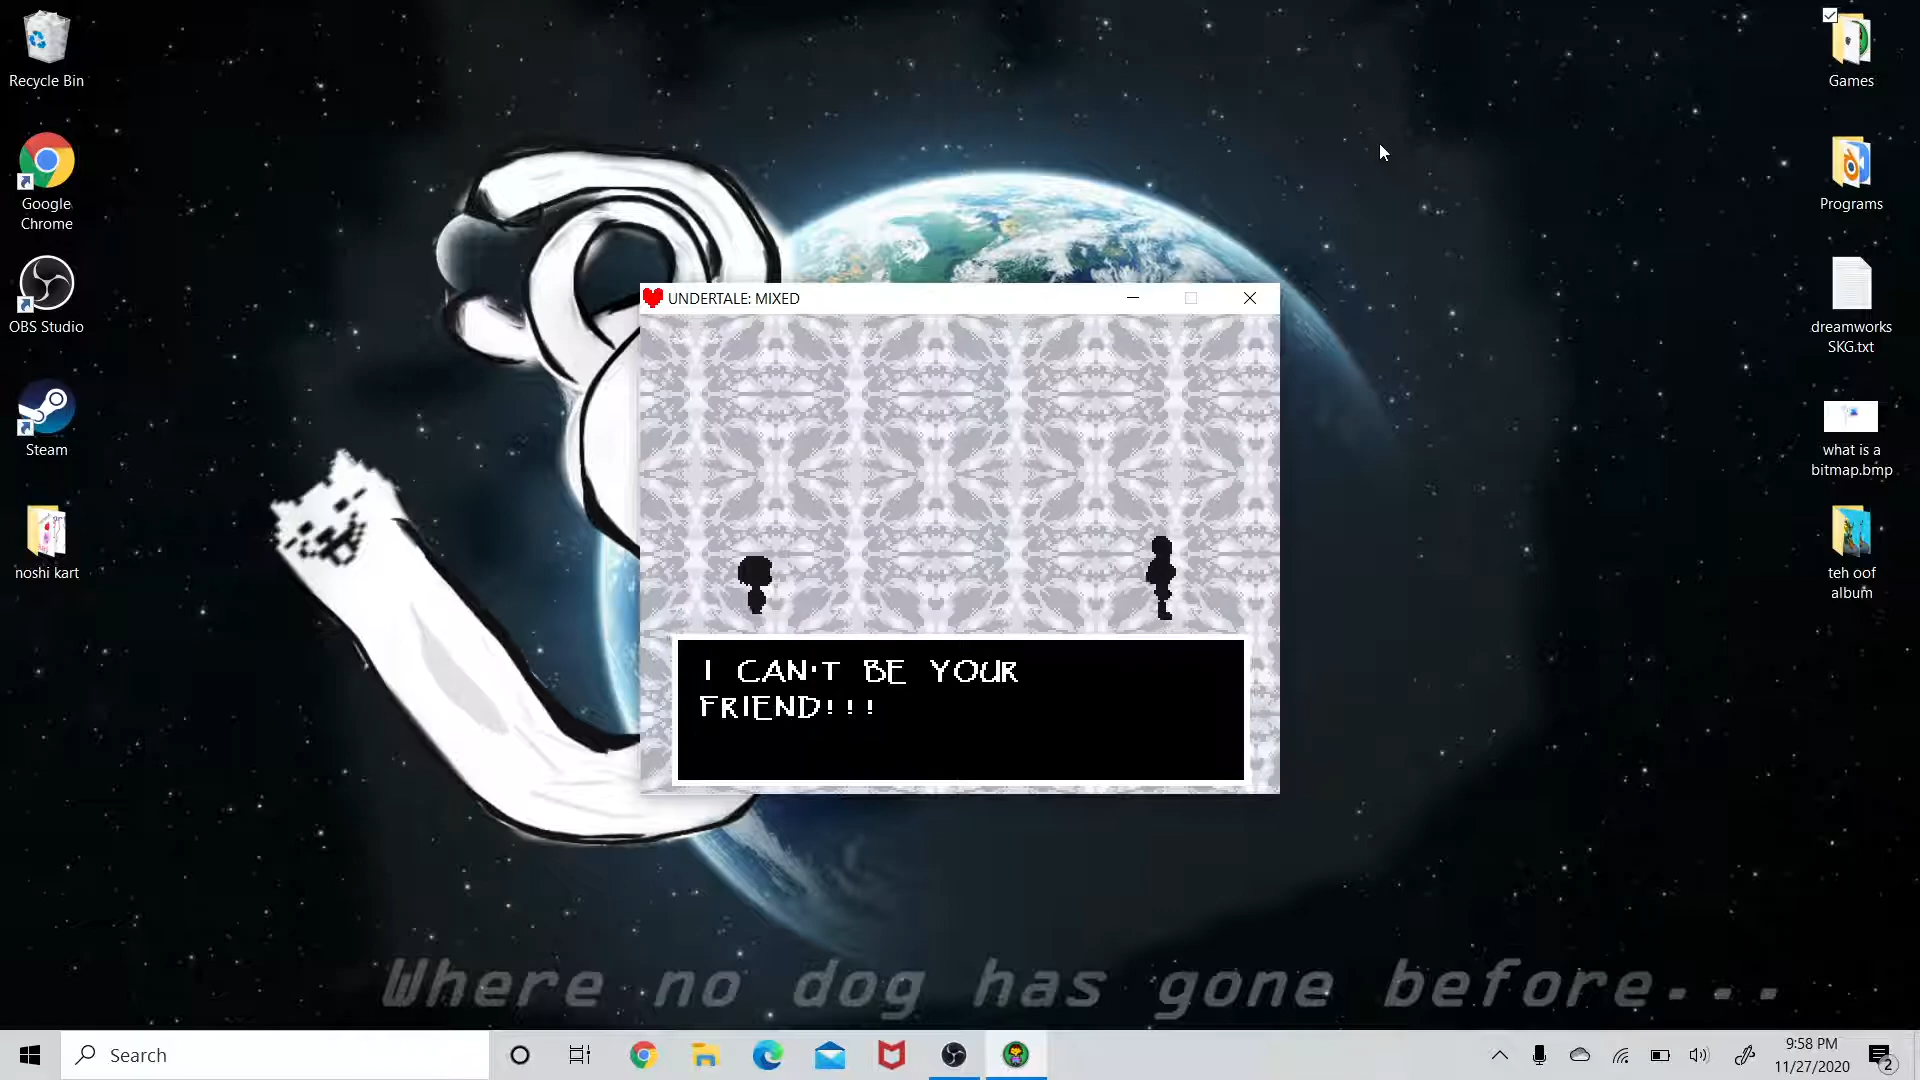 Recycle Bin
Google
Chrome
OBS Studio
Steam
noshi kart
Games
Programs
dreamworks
SKG.txt
what is a
bitmap.bmp
teh oof
album
UNDERTALE: MIXED
I CAN'T BE YOUR
FRIEND!!!
Where no dog has gone before...
Search
9:58 PM
11/27/2020
2